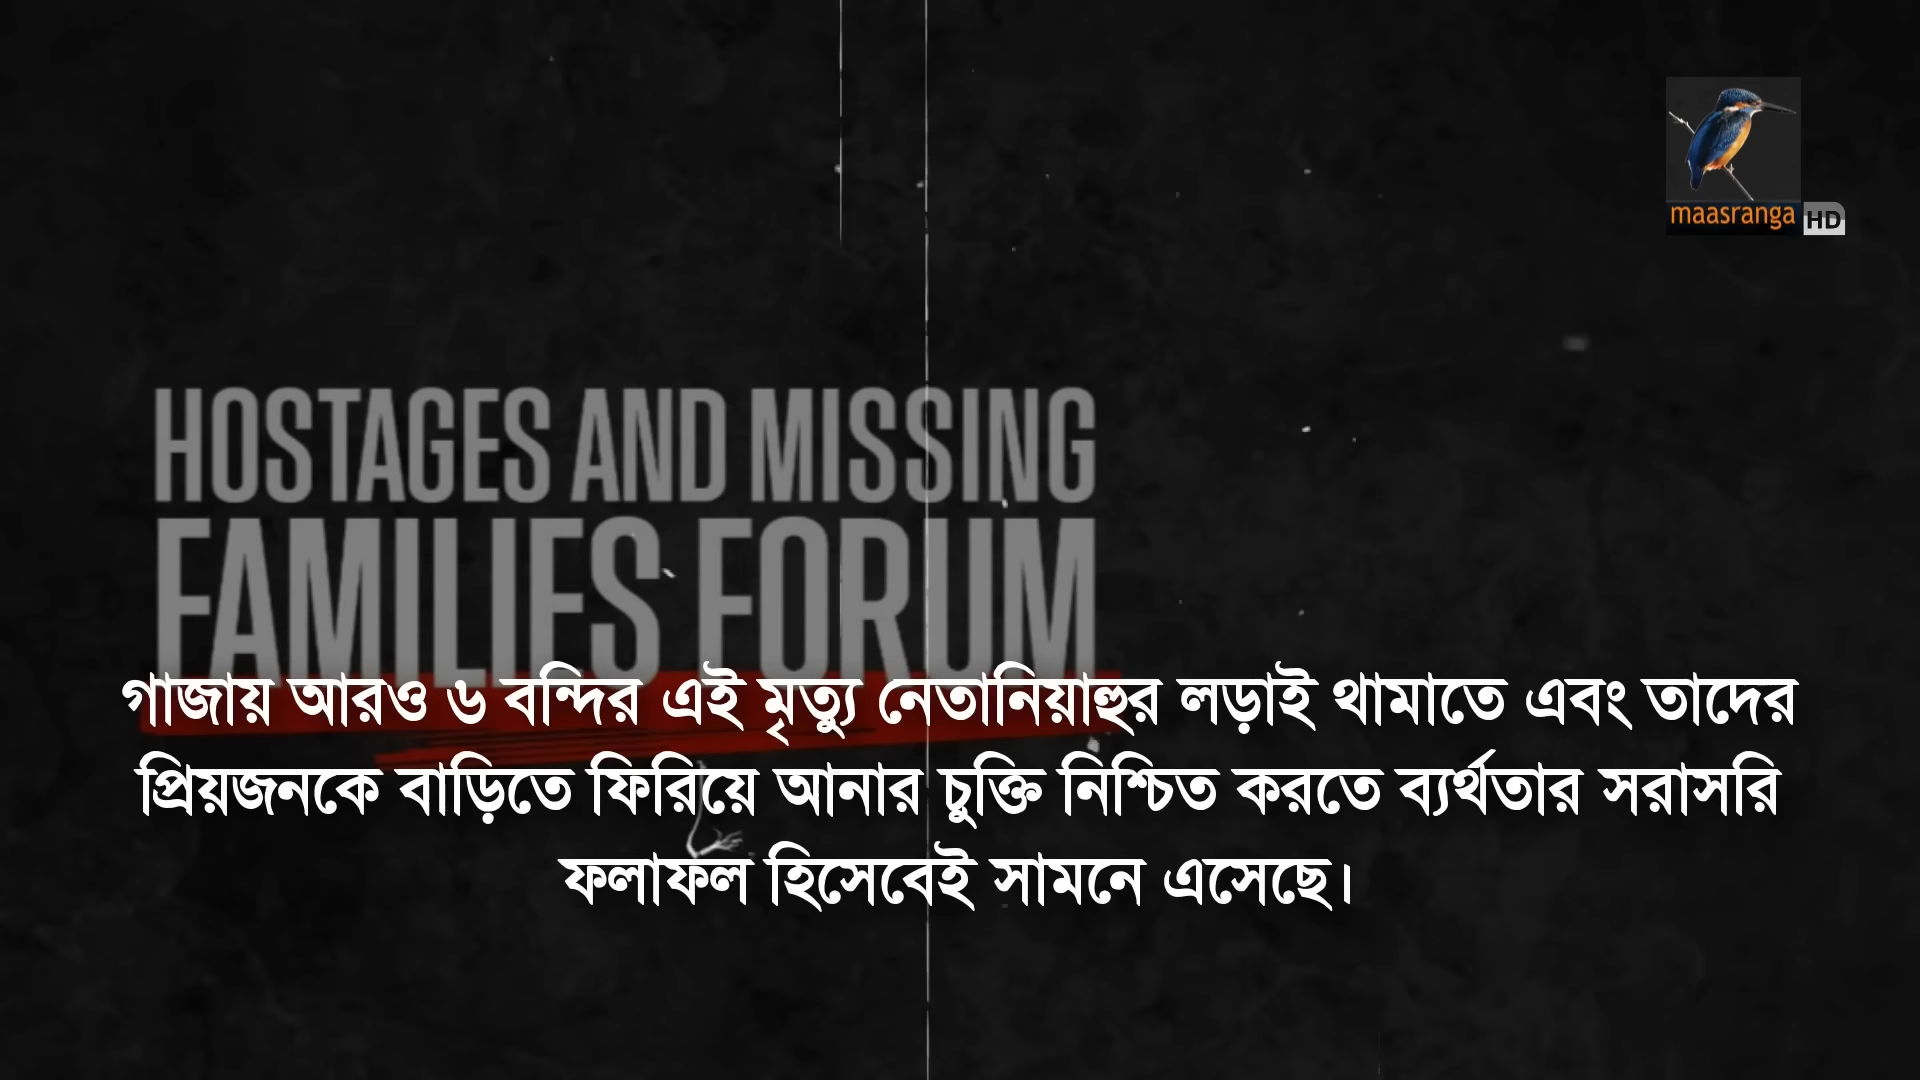 maasranga HD
HOSTAGES AND MISSING
FAMILIES FORUM
গাজায় আরও ৬ বন্দির এই মৃত্যু নেতানিয়াহুর লড়াই থামাতে এবং তাদের
প্রিয়জনকে বাড়িতে ফিরিয়ে আনার চুক্তি নিশ্চিত করতে ব্যর্থতার সরাসরি
ফলাফল হিসেবেই সামনে এসেছে।